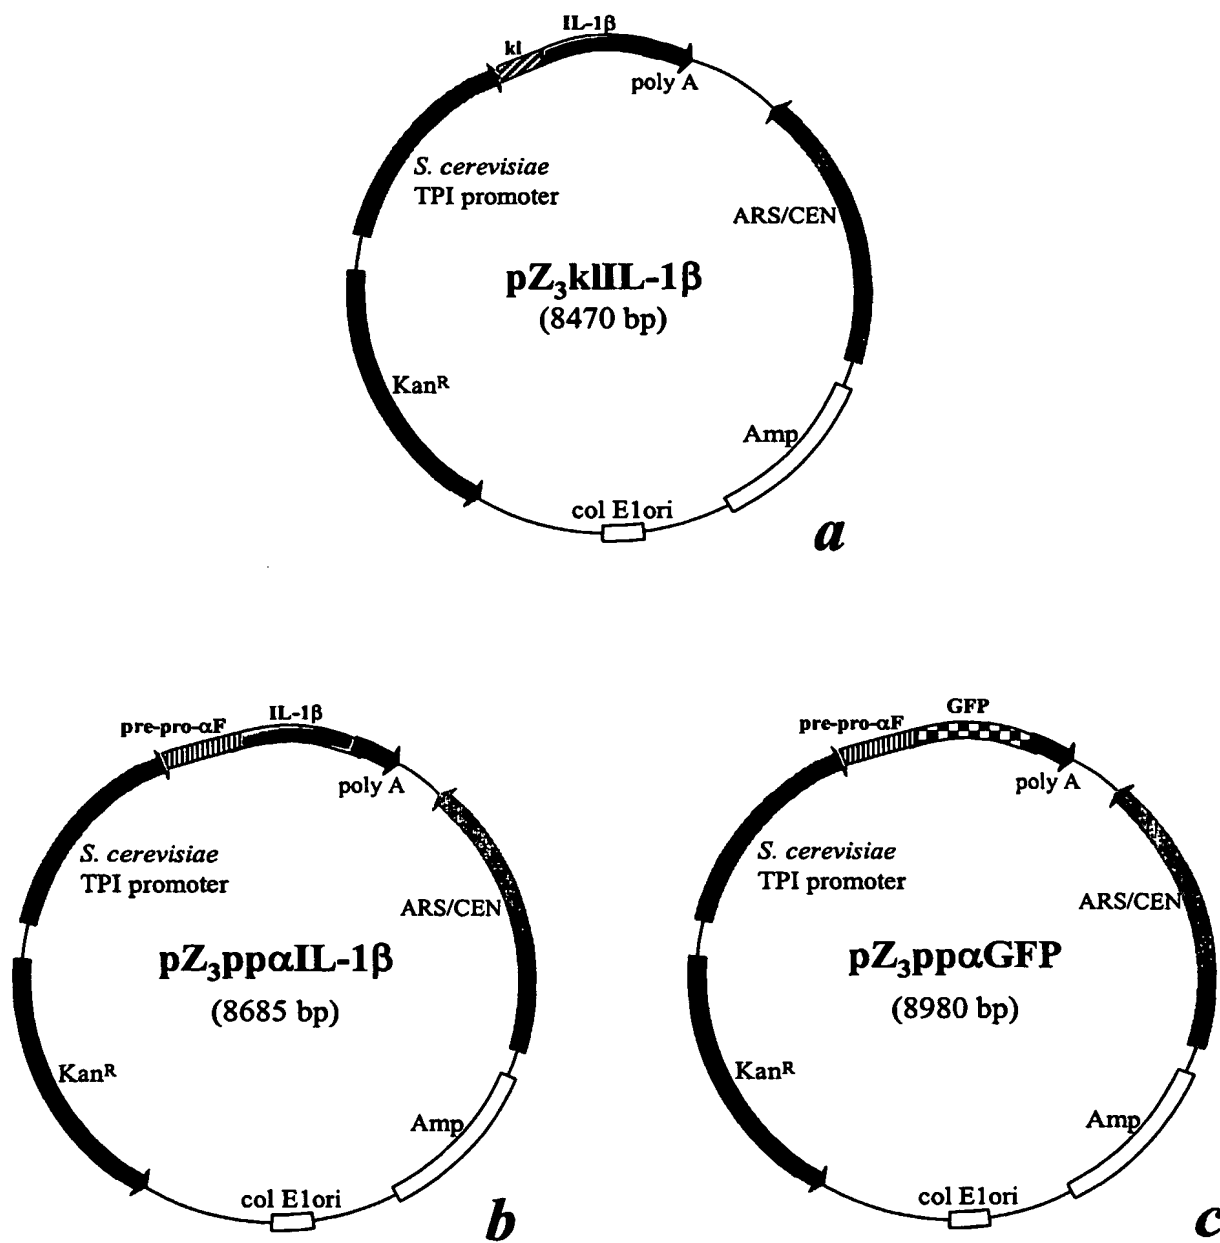 IL-1β
kl
poly A
S. cerevisiae
TPI promoter
ARS/CEN
pZ₃klIL-1β
(8470 bp)
Kanᴿ
Amp
col E1ori
a
IL-1β
pre-pro-αF
poly A
S. cerevisiae
TPI promoter
ARS/CEN
pZ₃ppαIL-1β
(8685 bp)
Kanᴿ
Amp
col E1ori
b
GFP
pre-pro-αF
poly A
S. cerevisiae
TPI promoter
ARS/CEN
pZ₃ppαGFP
(8980 bp)
Kanᴿ
Amp
col E1ori
c